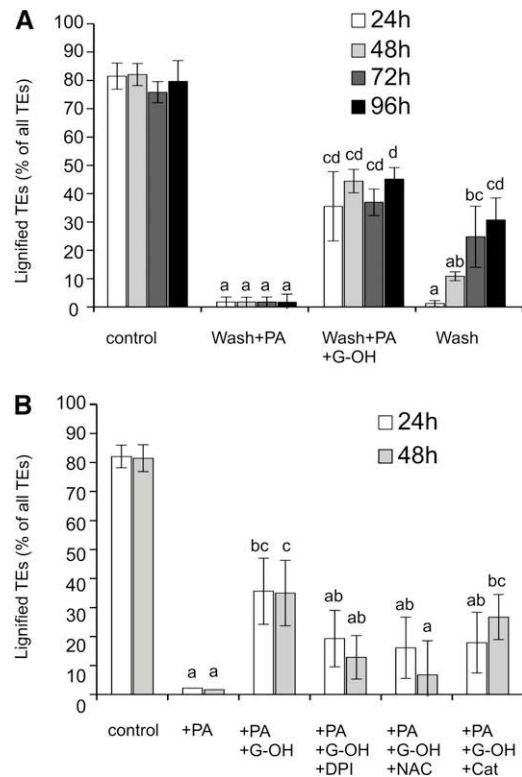 A
Lignified TEs (% of all TEs)
100
90
80
70
60
50
40
30
20
10
0
24h
48h
72h
96h
a a a a
cd cd cd d
a ab bc cd
control Wash+PA Wash+PA Wash
+G-OH
B
Lignified TEs (% of all TEs)
100
90
80
70
60
50
40
30
20
10
0
24h
48h
a a
bc c
ab ab
ab a
ab bc
control +PA +PA +PA +PA +PA
+G-OH +G-OH +G-OH +G-OH
+DPI +NAC +Cat